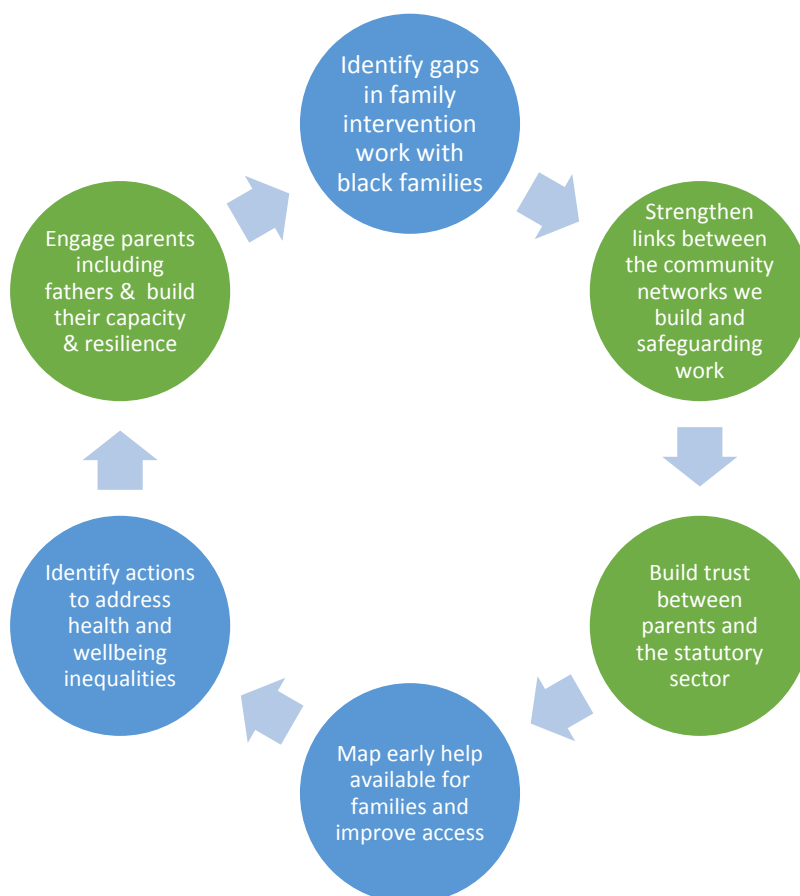 Identify gaps
in family
intervention
work with
black families
Strengthen
links between
the community
networks we
build and
safeguarding
work
Build trust
between
parents and
the statutory
sector
Map early help
available for
families and
improve access
Identify actions
to address
health and
wellbeing
inequalities
Engage parents
including
fathers & build
their capacity
& resilience